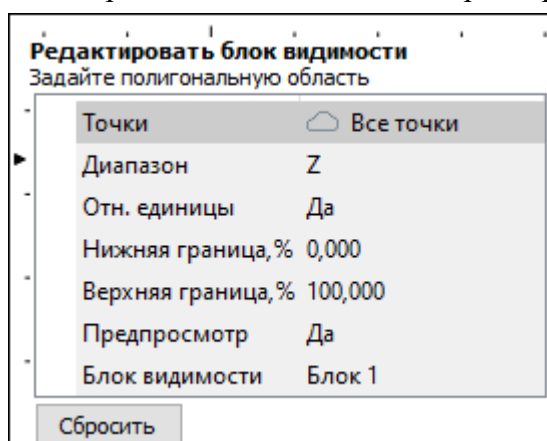 Редактировать блок видимости
Задайте полигональную область
Точки Все точки
Диапазон Z
Отн. единицы Да
Нижняя граница,% 0,000
Верхняя граница,% 100,000
Предпросмотр Да
Блок видимости Блок 1
Сбросить